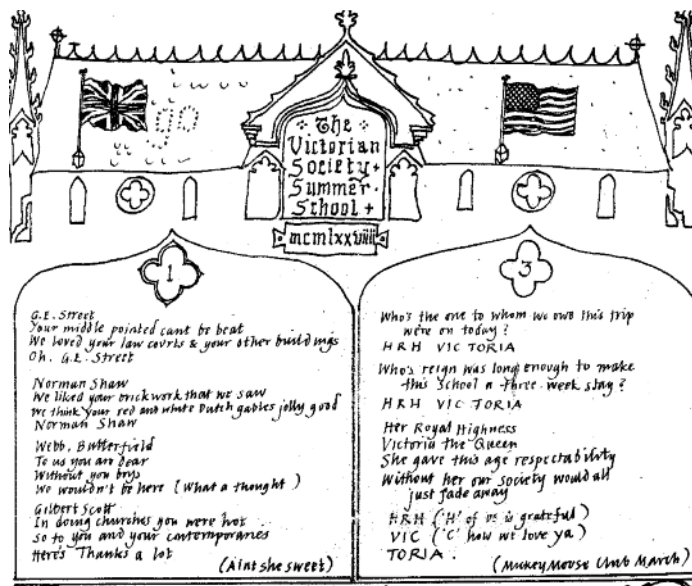 The
Victorian
Society +
Summer
School +
mcmlxxviiii
1
G.E. Street
Your middle pointed cant be beat
We loved your law courts & your other buildings
Oh. G.E. Street
Norman Shaw
We liked your brickwork that we saw
We think your red and white Dutch gables jolly good
Norman Shaw
Webb, Butterfield
To us you are dear
Without you boys
We wouldn't be here (What a thought)
Gilbert Scott
In doing churches you were hot
So to you and your contemporaries
Here's Thanks a lot
(Aint she sweet)
3
Who's the one to whom we owe this trip
we're on today?
HRH VIC TORIA
Who's reign was long enough to make
this school a three-week stay?
HRH VIC TORIA
Her Royal Highness
Victoria the Queen
She gave this age respectability
Without her our society would all
just fade away
HRH ('H' of us is grateful)
VIC ('C' how we love ya)
TORIA.
(Mickey Mouse Club March)